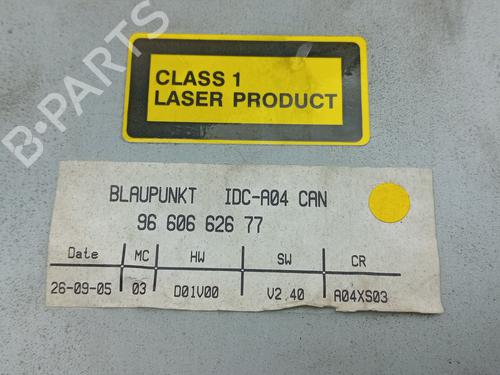 CLASS 1
LASER PRODUCT
B-PARTS
BLAUPUNKT IDC-A04 CAN
96 606 626 77
Date MC HW SW CR
26-09-05 03 D01V00 V2.40 A04XS03